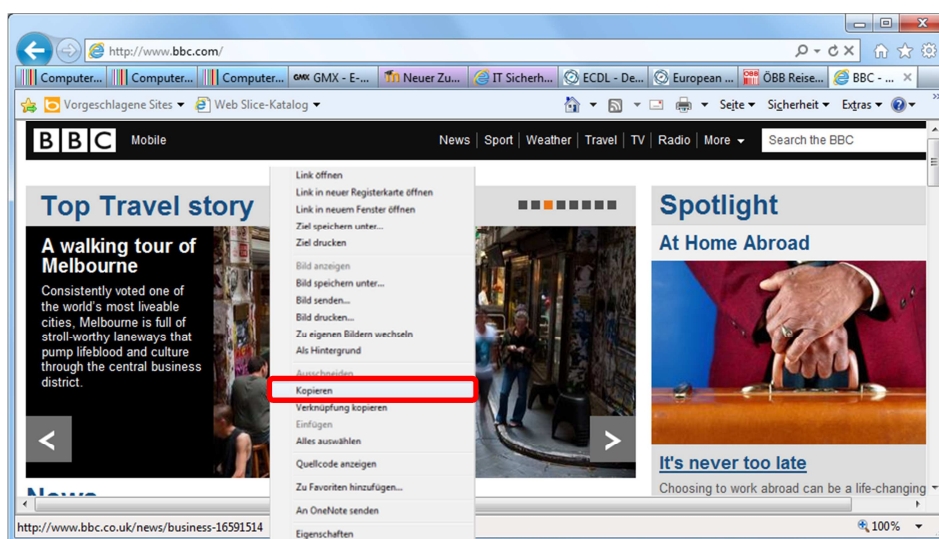 http://www.bbc.com/
Computer... Computer... Computer... GMX GMX - E-... Neuer Zu... IT Sicherh... ECDL - De... European ... ÖBB Reise... BBC - ...
Vorgeschlagene Sites Web Slice-Katalog Seite Sicherheit Extras
BBC Mobile News Sport Weather Travel TV Radio More Search the BBC
Top Travel story
A walking tour of
Melbourne
Consistently voted one of
the world's most liveable
cities, Melbourne is full of
stroll-worthy laneways that
pump lifeblood and culture
through the central business
district.
<
News
Link öffnen
Link in neuer Registerkarte öffnen
Link in neuem Fenster öffnen
Ziel speichern unter...
Ziel drucken
Bild anzeigen
Bild speichern unter...
Bild senden...
Bild drucken...
Zu eigenen Bildern wechseln
Als Hintergrund
Ausschneiden
Kopieren
Verknüpfung kopieren
Einfügen
Alles auswählen
Quellcode anzeigen
Zu Favoriten hinzufügen...
An OneNote senden
Eigenschaften
>
Spotlight
At Home Abroad
It's never too late
Choosing to work abroad can be a life-changing
http://www.bbc.co.uk/news/business-16591514 100%